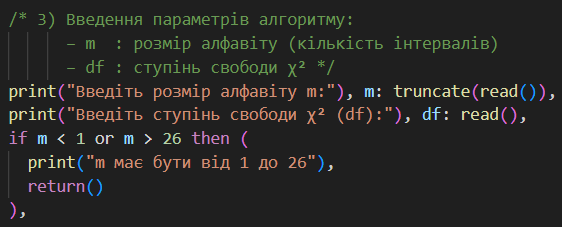 /* 3) Введення параметрів алгоритму:
– m : розмір алфавіту (кількість інтервалів)
– df : ступінь свободи χ² */
print("Введіть розмір алфавіту m:"), m: truncate(read()),
print("Введіть ступінь свободи χ² (df):"), df: read(),
if m < 1 or m > 26 then (
print("m має бути від 1 до 26"),
return()
),